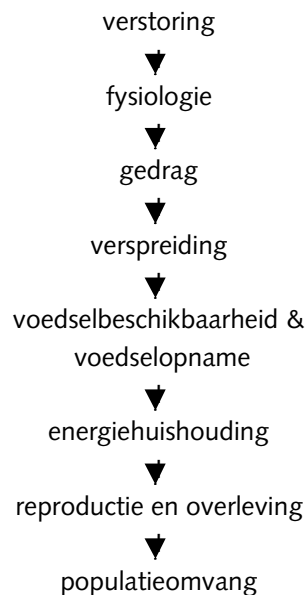 verstoring
fysiologie
gedrag
verspreiding
voedselbeschikbaarheid &
voedselopname
energiehuishouding
reproductie en overleving
populatieomvang